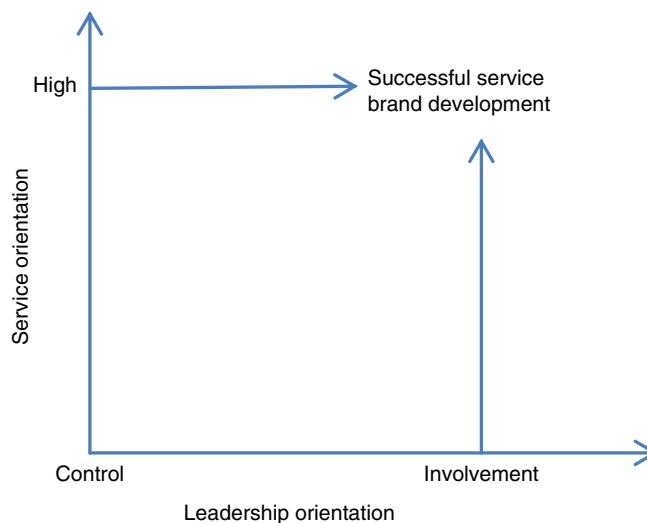 High
Successful service
brand development
Service orientation
Control
Involvement
Leadership orientation